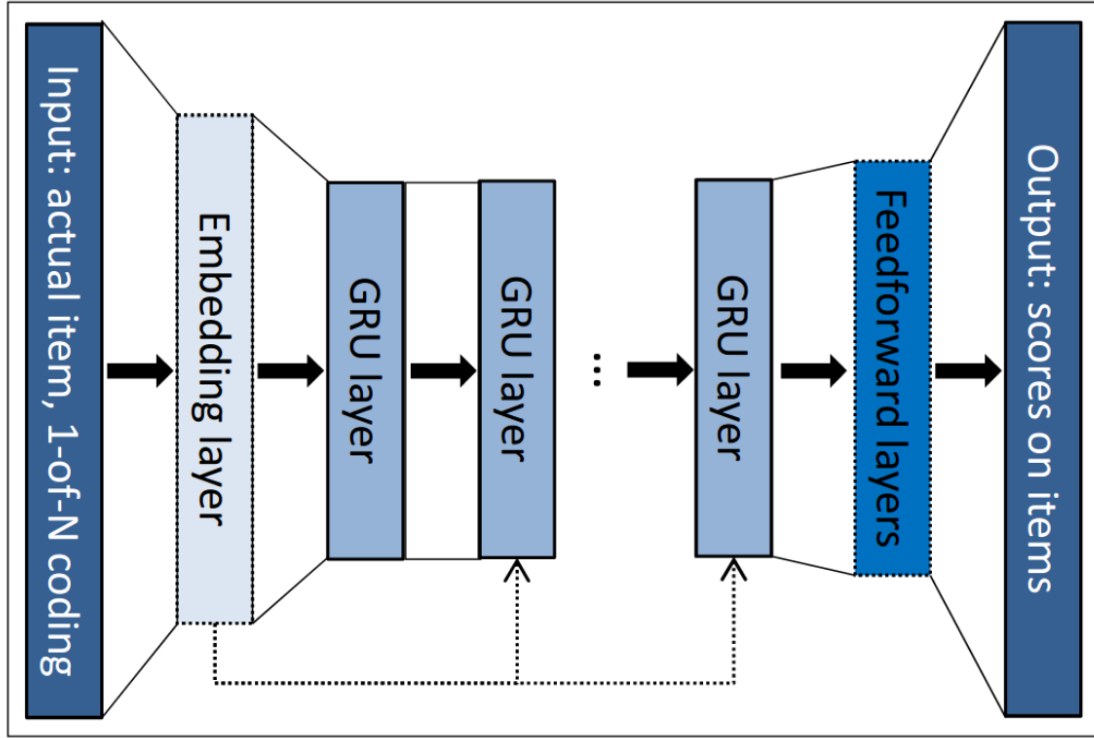 Input: actual item, 1-of-N coding
Embedding layer
GRU layer
GRU layer
...
GRU layer
Feedforward layers
Output: scores on items